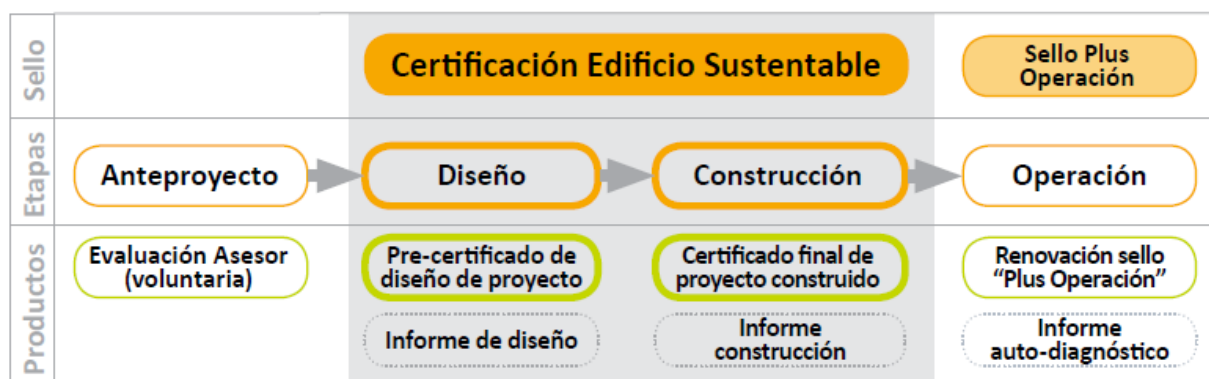 Sello
Certificación Edificio Sustentable
Sello Plus
Operación
Etapas
Anteproyecto
Diseño
Construcción
Operación
Productos
Evaluación Asesor
(voluntaria)
Pre-certificado de
diseño de proyecto
Certificado final de
proyecto construido
Renovación sello
“Plus Operación”
Informe de diseño
Informe
construcción
Informe
auto-diagnóstico